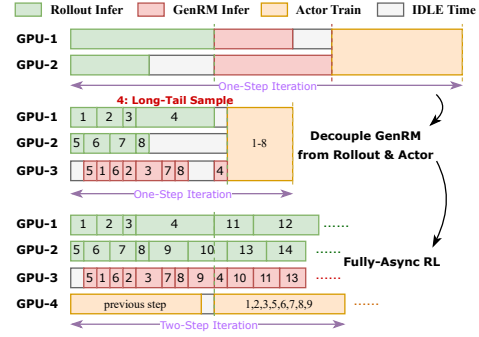 Rollout Infer GenRM Infer Actor Train IDLE Time
GPU-1
GPU-2
One-Step Iteration
4: Long-Tail Sample
GPU-1 1 2 3 4
GPU-2 5 6 7 8
GPU-3 5 1 6 2 3 7 8 4
1-8
One-Step Iteration
Decouple GenRM
from Rollout & Actor
GPU-1 1 2 3 4 11 12 ......
GPU-2 5 6 7 8 9 10 13 14 ......
Fully-Async RL
GPU-3 5 1 6 2 3 7 8 9 4 10 11 13 ......
GPU-4 previous step 1,2,3,5,6,7,8,9 ......
Two-Step Iteration